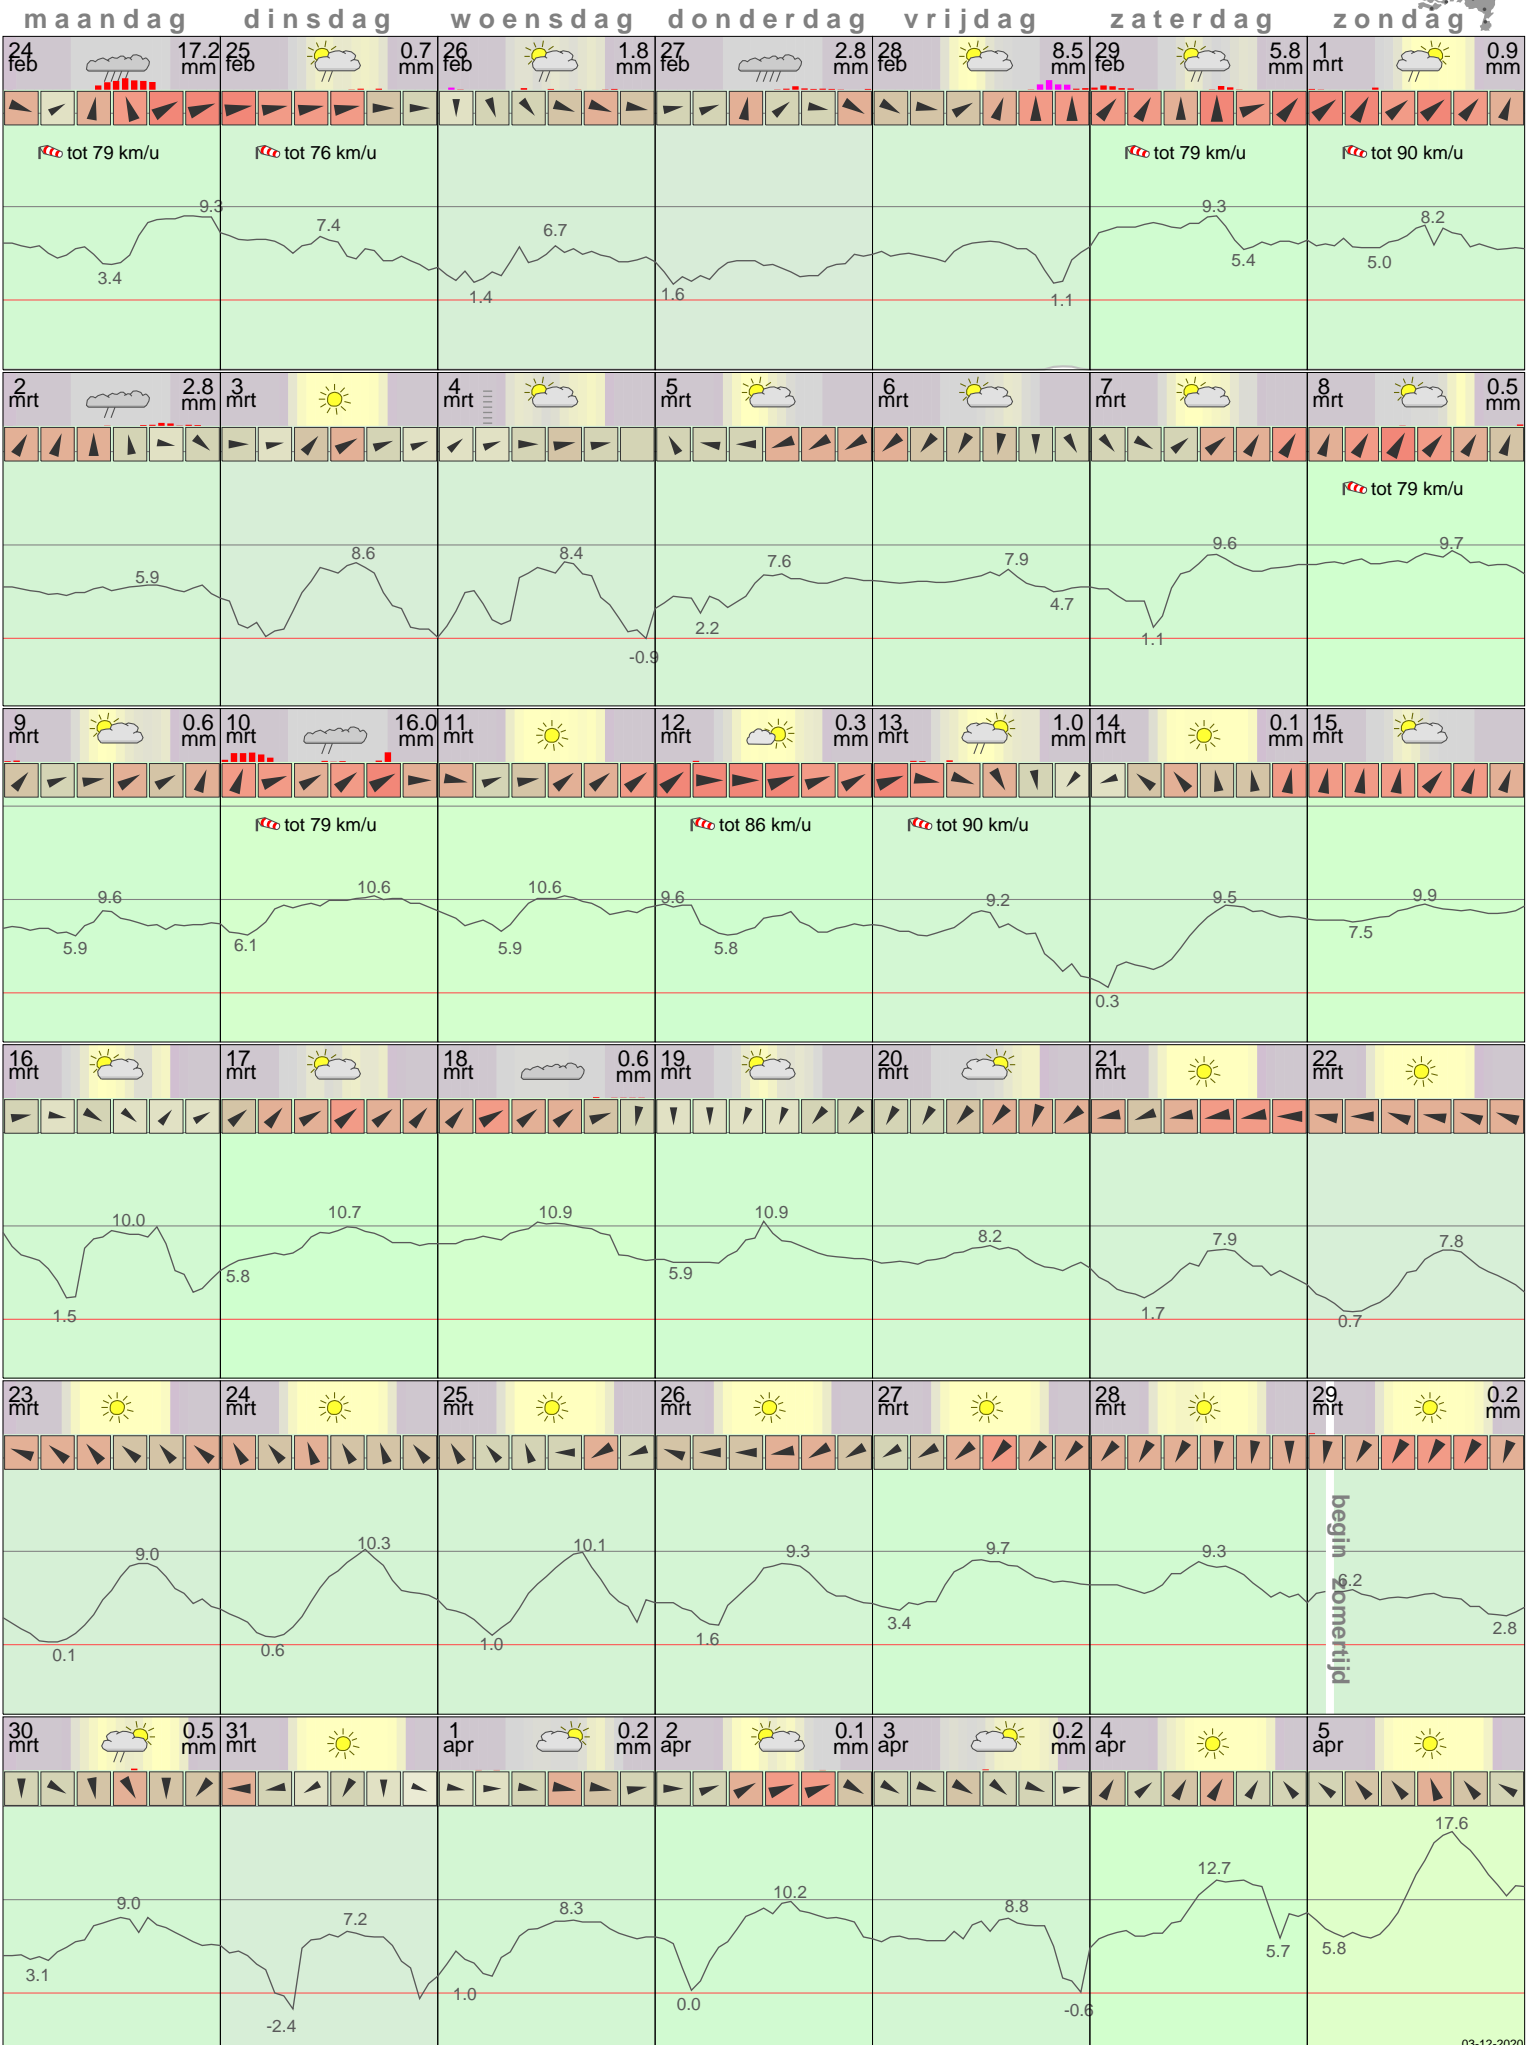 maandag dinsdag woensdag donderdag vrijdag zaterdag zondag
24 17.2 25 0.7 26 1.8 27 2.8 28 8.5 29 5.8 1 0.9
feb mm feb mm feb mm feb mm feb mm feb mm mrt mm
tot 79 km/u tot 76 km/u tot 79 km/u tot 90 km/u
9.3 7.4 6.7 9.3 8.2
3.4 1.4 1.6 1.1 5.4 5.0
2 2.8 3 4 5 6 7 8 0.5
mrt mm mrt mrt mrt mrt mrt mrt mm
tot 79 km/u
5.9 8.6 8.4 7.6 7.9 9.6 9.7
-0.9 2.2 4.7 1.1
9 0.6 10 16.0 11 12 0.3 13 1.0 14 0.1 15
mrt mm mrt mm mrt mrt mm mrt mm mrt mm mrt
tot 79 km/u tot 86 km/u tot 90 km/u
9.6 10.6 10.6 9.6 9.2 9.5 9.9
5.9 6.1 5.9 5.8 0.3 7.5
16 17 18 0.6 19 20 21 22
mrt mrt mrt mm mrt mrt mrt mrt
10.0 10.7 10.9 10.9 8.2 7.9 7.8
1.5 5.8 5.9 1.7 0.7
23 24 25 26 27 28 29 0.2
mrt mrt mrt mrt mrt mrt mrt mm
begin zomertijd
9.0 10.3 10.1 9.3 9.7 9.3 6.2
0.1 0.6 1.0 1.6 3.4 2.8
30 0.5 31 1 0.2 2 0.1 3 0.2 4 5
mrt mm mrt apr mm apr mm apr mm apr apr
9.0 7.2 8.3 10.2 8.8 12.7 17.6
3.1 -2.4 1.0 0.0 -0.6 5.7 5.8
03-12-2020